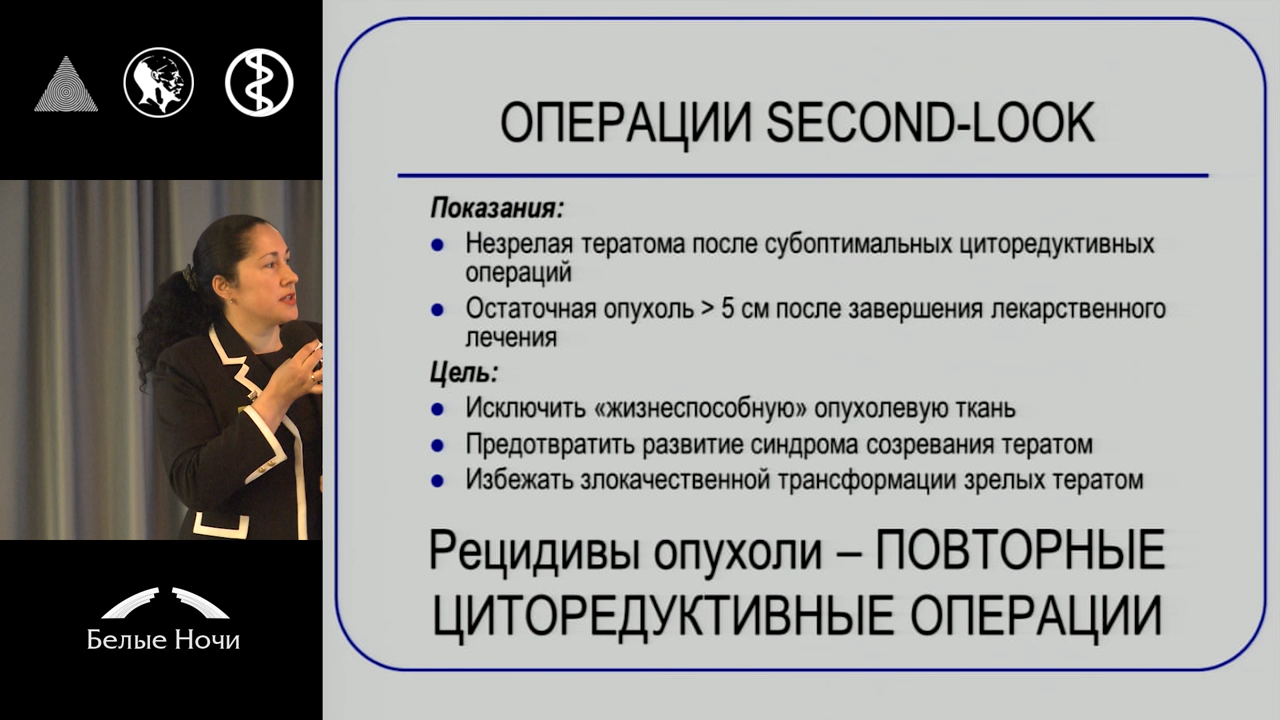 ОПЕРАЦИИ SECOND-LOOK
Показания:
Незрелая тератома после субоптимальных циторедуктивных
операций
Остаточная опухоль > 5 см после завершения лекарственного
лечения
Цель:
Исключить «жизнеспособную» опухолевую ткань
Предотвратить развитие синдрома созревания тератом
Избежать злокачественной трансформации зрелых тератом
Рецидивы опухоли – ПОВТОРНЫЕ
ЦИТОРЕДУКТИВНЫЕ ОПЕРАЦИИ
Белые Ночи